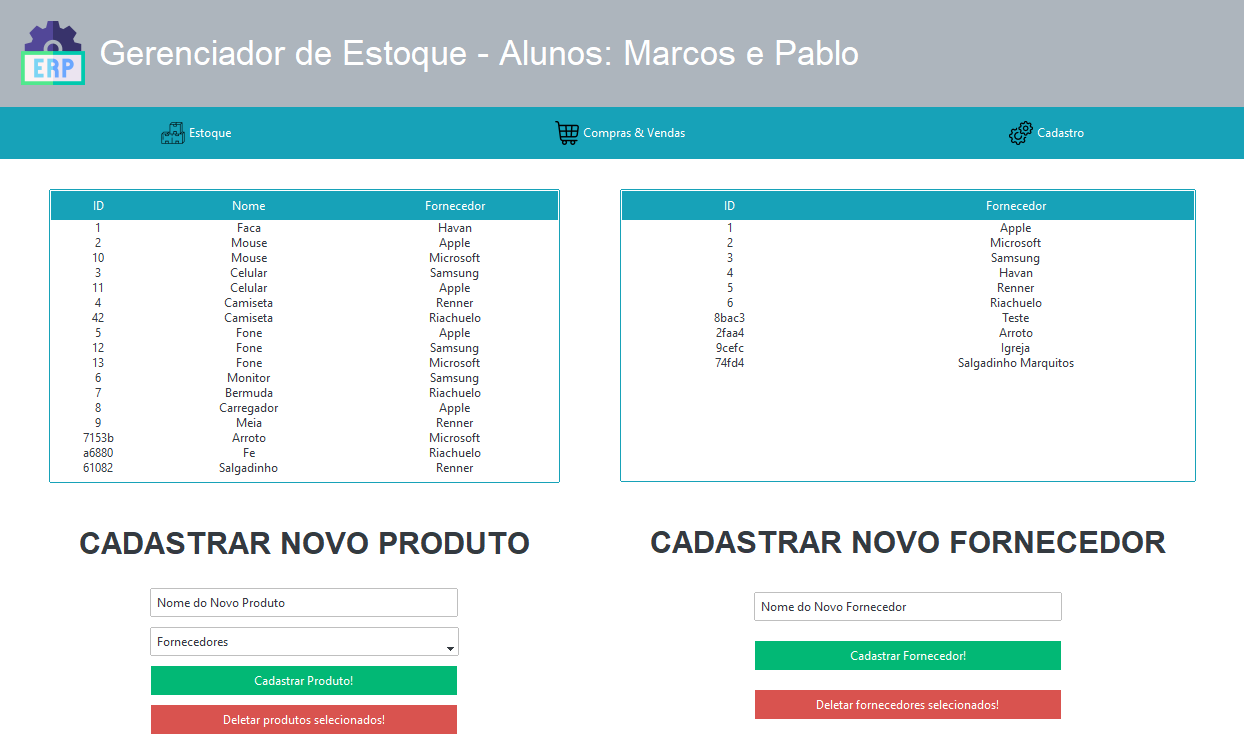 ERP
Gerenciador de Estoque - Alunos: Marcos e Pablo
Estoque
Compras & Vendas
Cadastro
ID Nome Fornecedor
1 Faca Havan
2 Mouse Apple
10 Mouse Microsoft
3 Celular Samsung
11 Celular Apple
4 Camiseta Renner
42 Camiseta Riachuelo
5 Fone Apple
12 Fone Samsung
13 Fone Microsoft
6 Monitor Samsung
7 Bermuda Riachuelo
8 Carregador Apple
9 Meia Renner
7153b Arroto Microsoft
a6880 Fe Riachuelo
61082 Salgadinho Renner
CADASTRAR NOVO PRODUTO
Nome do Novo Produto
Fornecedores
Cadastrar Produto!
Deletar produtos selecionados!
ID Fornecedor
1 Apple
2 Microsoft
3 Samsung
4 Havan
5 Renner
6 Riachuelo
8bac3 Teste
2faa4 Arroto
9cefc Igreja
74fd4 Salgadinho Marquitos
CADASTRAR NOVO FORNECEDOR
Nome do Novo Fornecedor
Cadastrar Fornecedor!
Deletar fornecedores selecionados!